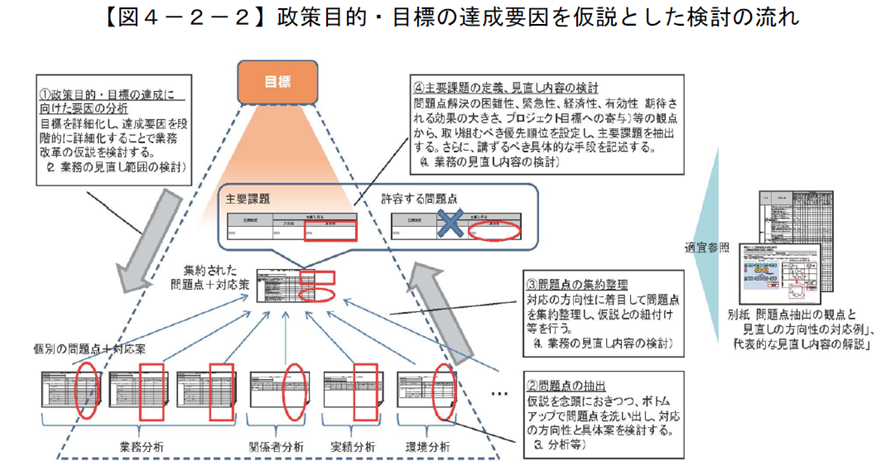 【図４－２－２】政策目的・目標の達成要因を仮説とした検討の流れ
①政策目的・目標の達成に
向けた要因の分析
目標を詳細化し、達成要因を段
階的に詳細化することで業務
改革の仮説を検討する。
2. 業務の見直し範囲の検討）
目標
④主要課題の定義、見直し内容の検討
問題点解決の困難性、緊急性、経済性、有効性 期待さ
れる効果の大きさ、プロジェクト目標への寄与）等の観点
から、取り組むべき優先順位を設定し、主要課題を抽出
する。さらに、講ずるべき具体的な手段を記述する。
4. 業務の見直し内容の検討）
主要課題
許容する問題点
集約された
問題点＋対応策
適宜参照
別紙 問題点抽出の観点と
見直しの方向性の対応例」、
「代表的な見直し内容の解説」
③問題点の集約整理
対応の方向性に着目して問題点
を集約整理し、仮説との紐付け
等を行う。
4. 業務の見直し内容の検討）
個別の問題点＋対応案
…
②問題点の抽出
仮説を念頭におきつつ、ボトム
アップで問題点を洗い出し、対応
の方向性と具体案を検討する。
3. 分析等）
業務分析
関係者分析
実績分析
環境分析